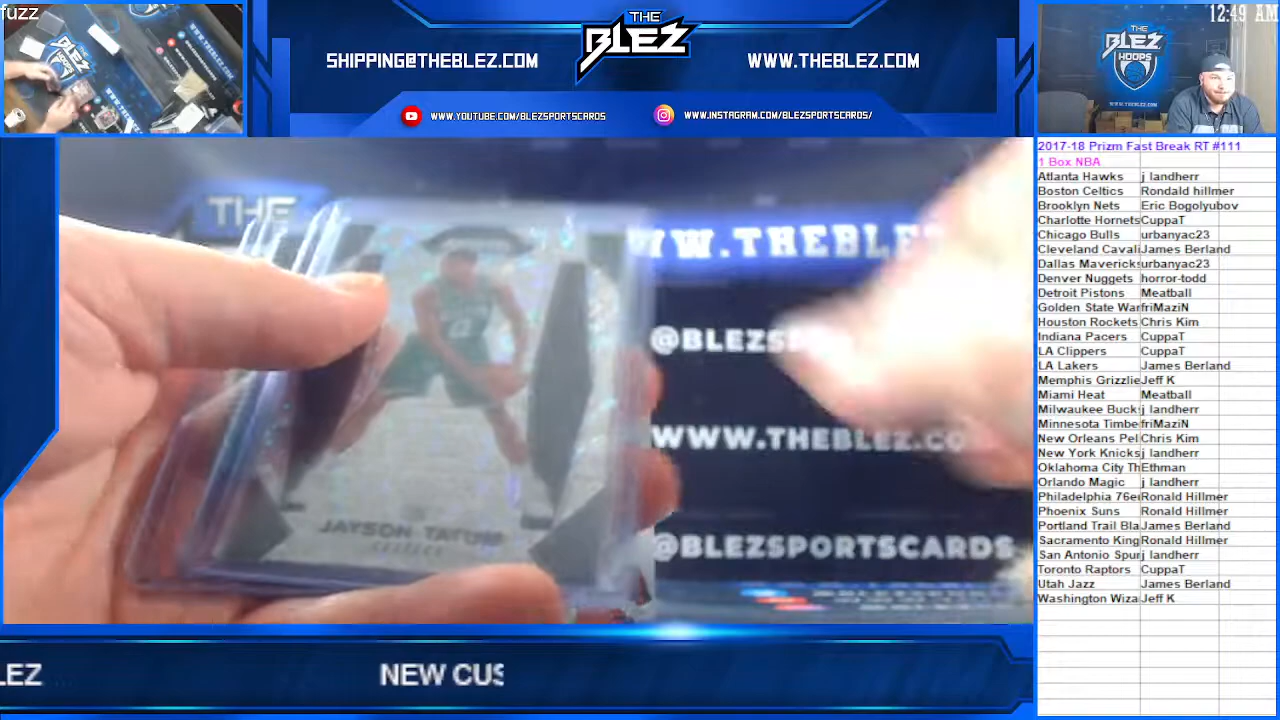 fuzz
12:49 AM
SHIPPING@THEBLEZ.COM
THE
BLEZ
WWW.THEBLEZ.COM
WWW.YOUTUBE.COM/BLEZSPORTSCARDS
WWW.INSTAGRAM.COM/BLEZSPORTSCARDS/
THE
BLEZ
HOOPS
WWW.THEBLEZ.COM
2017-18 Prizm Fast Break RT #111
1 Box NBA
Atlanta Hawks j landherr
Boston Celtics Rondald hillmer
Brooklyn Nets Eric Bogolyubov
Charlotte Hornets CuppaT
Chicago Bulls urbanyac23
Cleveland Cavali James Berland
Dallas Mavericks urbanyac23
Denver Nuggets horror-todd
Detroit Pistons Meatball
Golden State War friMaziN
Houston Rockets Chris Kim
Indiana Pacers CuppaT
LA Clippers CuppaT
LA Lakers James Berland
Memphis Grizzlie Jeff K
Miami Heat Meatball
Milwaukee Bucks j landherr
Minnesota Timbe friMaziN
New Orleans Pel Chris Kim
New York Knicks j landherr
Oklahoma City Th Ethman
Orlando Magic j landherr
Philadelphia 76e Ronald Hillmer
Phoenix Suns Ronald Hillmer
Portland Trail Bla James Berland
Sacramento King Ronald Hillmer
San Antonio Spur j landherr
Toronto Raptors CuppaT
Utah Jazz James Berland
Washington Wiza Jeff K
THE
WW.THEBLE
@BLEZS
WWW.THEBLEZ.CO
@BLEZSPORTSCARDS
JAYSON TATUM
CELTICS
LEZ
NEW CUS